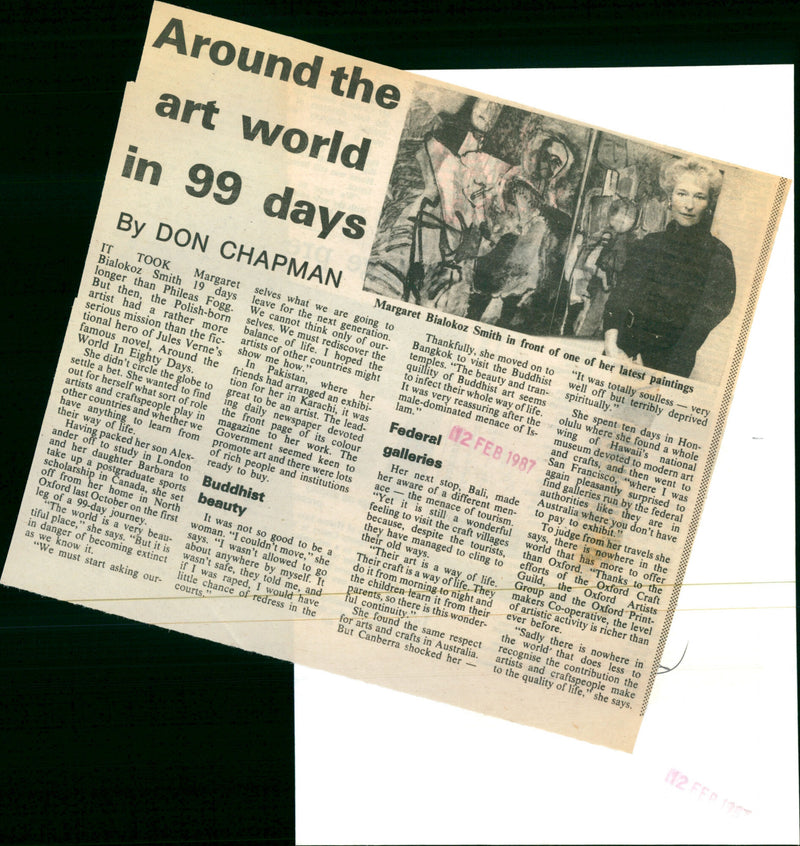 Around the
art world
in 99 days
By DON CHAPMAN
IT TOOK Margaret
Bialokoz Smith 19 days
longer than Phileas Fogg.
But then, the Polish-born
artist had a rather more
serious mission than the fic-
tional hero of Jules Verne's
famous novel, Around the
World In Eighty Days.
She didn't circle the globe to
settle a bet. She wanted to find
out for herself what sort of role
artists and craftspeople play in
other countries and whether we
have anything to learn from
their way of life.
Having packed her son Alex-
ander off to study in London
and her daughter Barbara to
take up a postgraduate sports
scholarship in Canada, she set
off from her home in North
Oxford last October on the first
leg of a 99-day journey.
"The world is a very beau-
tiful place," she says. "But it is
in danger of becoming extinct
as we know it.
"We must start asking our-
selves what we are going to
leave for the next generation.
We cannot think only of our-
selves. We must rediscover the
balance of life. I hoped the
artists of other countries might
show me how."
In Pakistan, where her
friends had arranged an exhibi-
tion for her in Karachi, it was
great to be an artist. The lead-
ing daily newspaper devoted
the front page of its colour
magazine to her work. The
Government seemed keen to
promote art and there were lots
of rich people and institutions
ready to buy.
Buddhist
beauty
It was not so good to be a
woman. "I couldn't move," she
says. "I wasn't allowed to go
about anywhere by myself. It
wasn't safe, they told me, and
if I was raped, I would have
little chance of redress in the
courts."
Margaret Bialokoz Smith in front of one of her latest paintings
Thankfully, she moved on to
Bangkok to visit the Buddhist
temples. "The beauty and tran-
quillity of Buddhist art seems
to infect their whole way of life.
It was very reassuring after the
male-dominated menace of Is-
lam."
Federal
galleries
12 FEB 1987
Her next stop, Bali, made
her aware of a different men-
ace — the menace of tourism.
"Yet it is still a wonderful
feeling to visit the craft villages
because, despite the tourists,
they have managed to cling to
their old ways.
"Their art is a way of life.
Their craft is a way of life. They
do it from morning to night and
the children learn it from their
parents, so there is this wonder-
ful continuity."
She found the same respect
for arts and crafts in Australia.
But Canberra shocked her —
"It was totally soulless — very
well off but terribly deprived
spiritually."
She spent ten days in Hon-
olulu where she found a whole
wing of Hawaii's national
museum devoted to modern art
and crafts, and then went to
San Francisco, "where I was
again pleasantly surprised to
find galleries run by the federal
authorities like they are in
Australia where you don't have
to pay to exhibit."
To judge from her travels she
says, there is nowhere in the
world that has more to offer
than Oxford. "Thanks to the
efforts of the Oxford Craft
Guild, the Oxford Artists
Group and the Oxford Print-
makers Co-operative, the level
of artistic activity is richer than
ever before.
"Sadly there is nowhere in
the world that does less to
recognise the contribution the
artists and craftspeople make
to the quality of life," she says.
12 FEB 1987